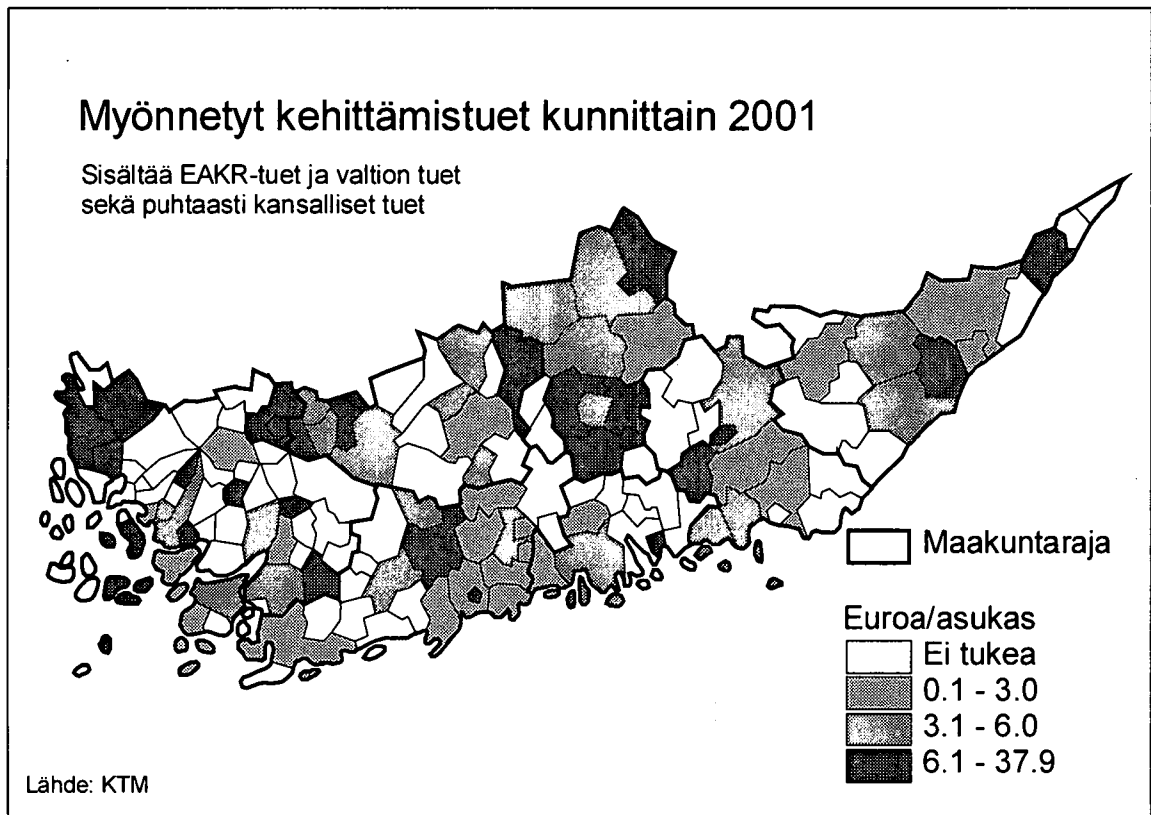 Myönnetyt kehittämistuet kunnittain 2001
Sisältää EAKR-tuet ja valtion tuet
sekä puhtaasti kansalliset tuet
Maakuntaraja
Euroa/asukas
Ei tukea
0.1 - 3.0
3.1 - 6.0
6.1 - 37.9
Lähde: KTM